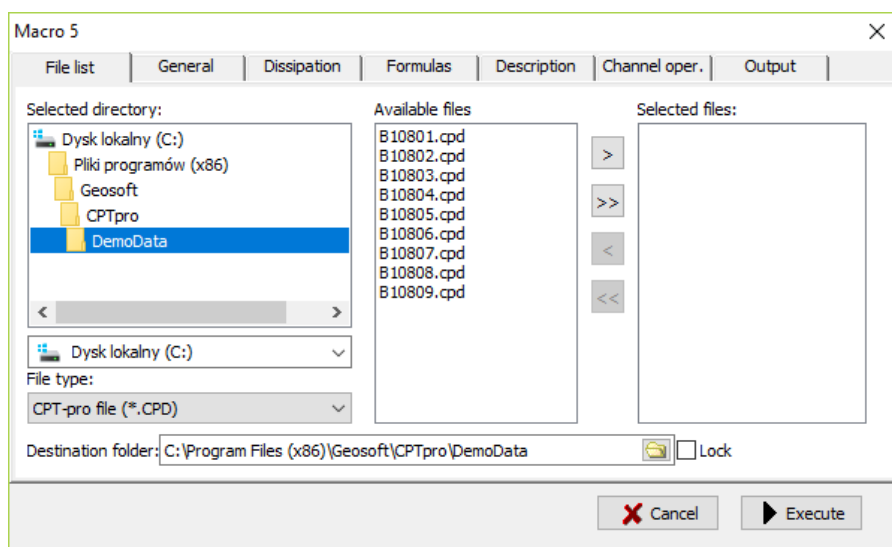 Macro 5
File list General Dissipation Formulas Description Channel oper. Output
Selected directory: Available files Selected files:
Dysk lokalny (C:)
Pliki programów (x86)
Geosoft
CPTpro
DemoData
B10801.cpd
B10802.cpd
B10803.cpd
B10804.cpd
B10805.cpd
B10806.cpd
B10807.cpd
B10808.cpd
B10809.cpd
>
>>
<
<<
Dysk lokalny (C:)
File type:
CPT-pro file (*.CPD)
Destination folder: C:\Program Files (x86)\Geosoft\CPTpro\DemoData Lock
Cancel Execute